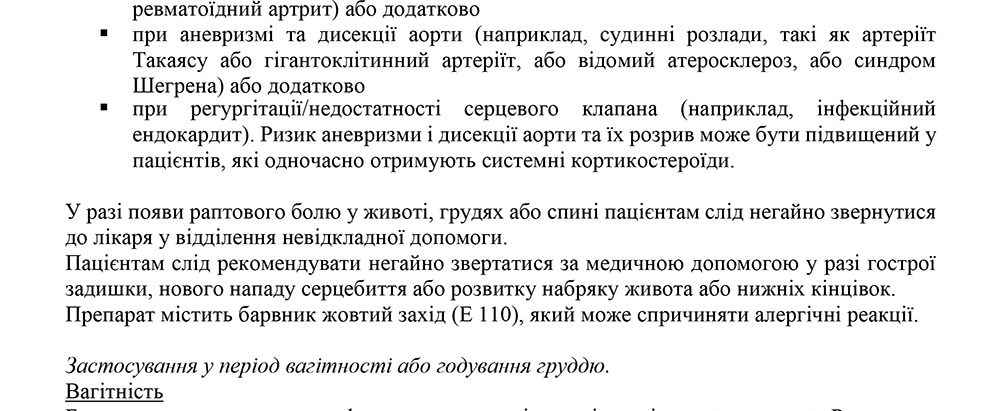 ревматоїдний артрит) або додатково
▪ при аневризмі та дисекції аорти (наприклад, судинні розлади, такі як артеріїт
Такаясу або гігантоклітинний артеріїт, або відомий атеросклероз, або синдром
Шегрена) або додатково
▪ при регургітації/недостатності серцевого клапана (наприклад, інфекційний
ендокардит). Ризик аневризми і дисекції аорти та їх розрив може бути підвищений у
пацієнтів, які одночасно отримують системні кортикостероїди.
У разі появи раптового болю у животі, грудях або спині пацієнтам слід негайно звернутися
до лікаря у відділення невідкладної допомоги.
Пацієнтам слід рекомендувати негайно звертатися за медичною допомогою у разі гострої
задишки, нового нападу серцебиття або розвитку набряку живота або нижніх кінцівок.
Препарат містить барвник жовтий захід (Е 110), який може спричиняти алергічні реакції.
Застосування у період вагітності або годування груддю.
Вагітність